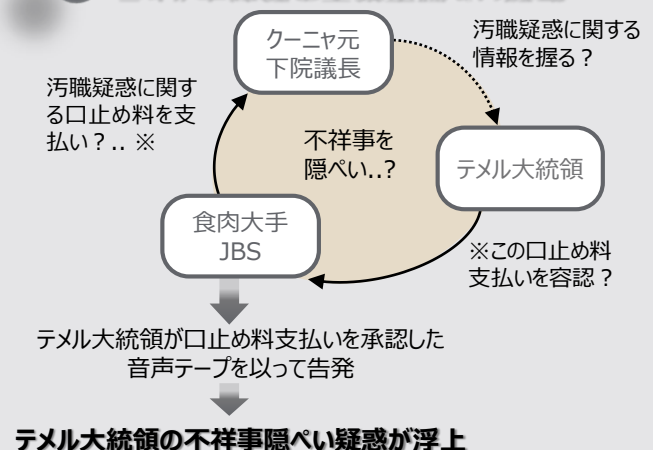 クーニャ元
下院議長
汚職疑惑に関する
情報を握る？
汚職疑惑に関す
る口止め料を支
払い？.. ※
不祥事を
隠ぺい..?
テメル大統領
食肉大手
JBS
※この口止め料
支払いを容認？
テメル大統領が口止め料支払いを承認した
音声テープを以って告発
テメル大統領の不祥事隠ぺい疑惑が浮上